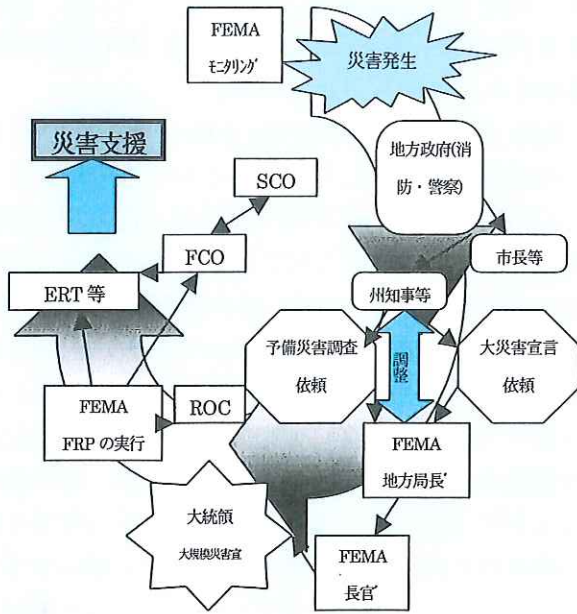 FEMA
モニタリング
災害発生
災害支援
地方政府(消
防・警察)
SCO
FCO
市長等
ERT 等
州知事等
予備災害調査
依頼
調整
大災害宣言
依頼
FEMA
FRP の実行
ROC
FEMA
地方局長
大統領
大規模災害宣
FEMA
長官